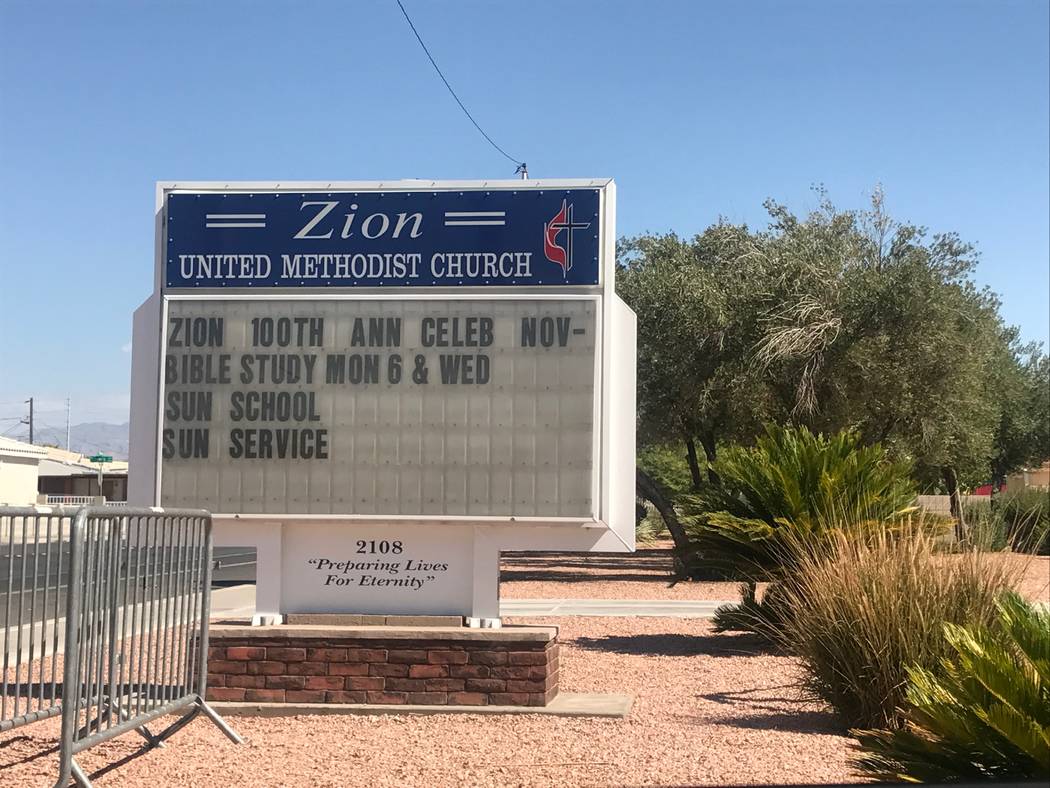 Zion
UNITED METHODIST CHURCH
ZION 100TH ANN CELEB NOV-
BIBLE STUDY MON 6 & WED
SUN SCHOOL
SUN SERVICE
2108
"Preparing Lives
For Eternity"